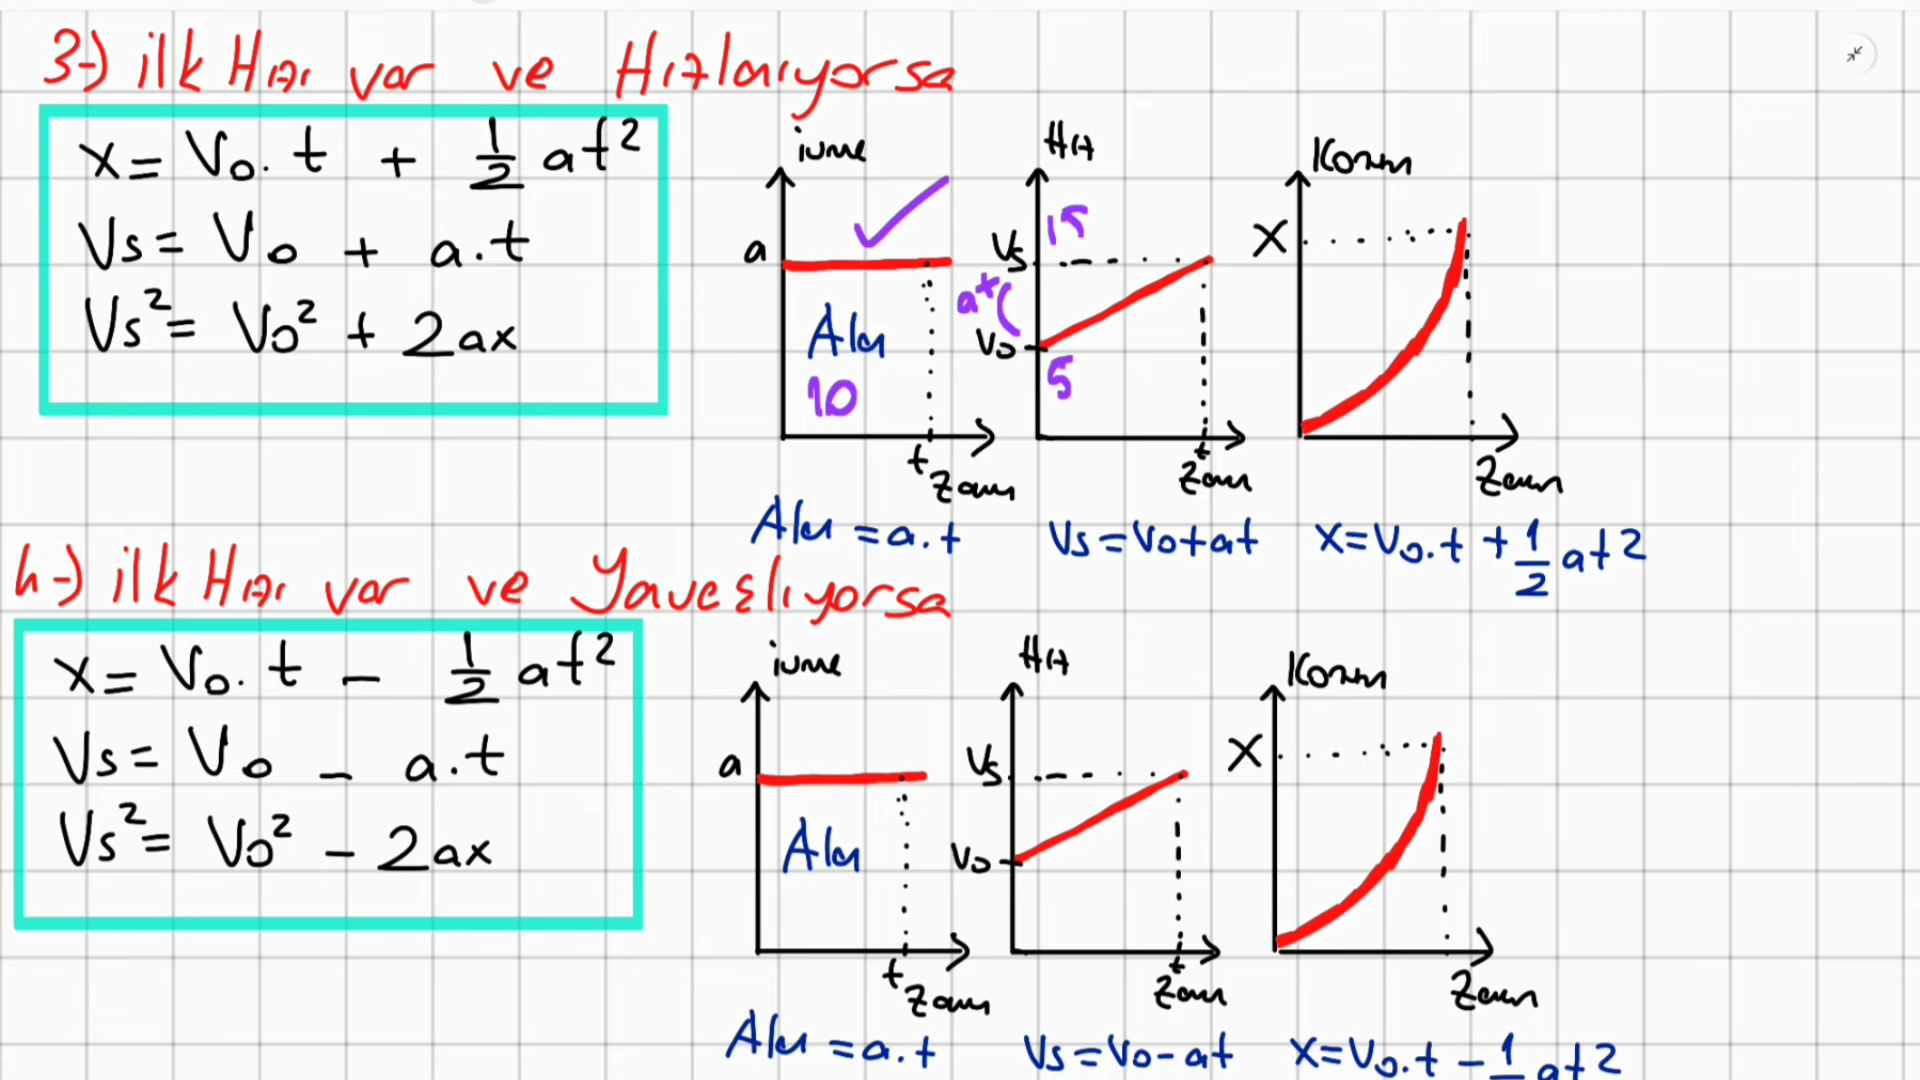 3-) ilk Hızı var ve Hızlanıyorsa
x = V₀. t + 1/2 at²
Vs = V₀ + a.t
Vs² = V₀² + 2ax
ivme
a
Alan
10
t
Zaman
Hız
15
Vs
at
V₀
5
t
Zaman
Konum
X
Zaman
Alan = a.t
Vs = V₀ + at
X = V₀.t + 1/2 at²
4-) ilk Hızı var ve Yavaşlıyorsa
x = V₀. t - 1/2 at²
Vs = V₀ - a.t
Vs² = V₀² - 2ax
ivme
a
Alan
t
Zaman
Hız
Vs
V₀
t
Zaman
Konum
X
Zaman
Alan = a.t
Vs = V₀ - at
X = V₀.t - 1/2 at²